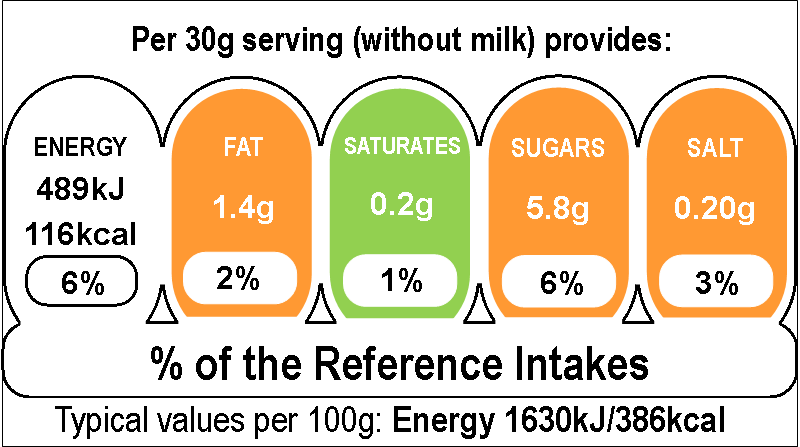 Per 30g serving (without milk) provides:
ENERGY
489kJ
116kcal
6%
FAT
1.4g
2%
SATURATES
0.2g
1%
SUGARS
5.8g
6%
SALT
0.20g
3%
% of the Reference Intakes
Typical values per 100g: Energy 1630kJ/386kcal